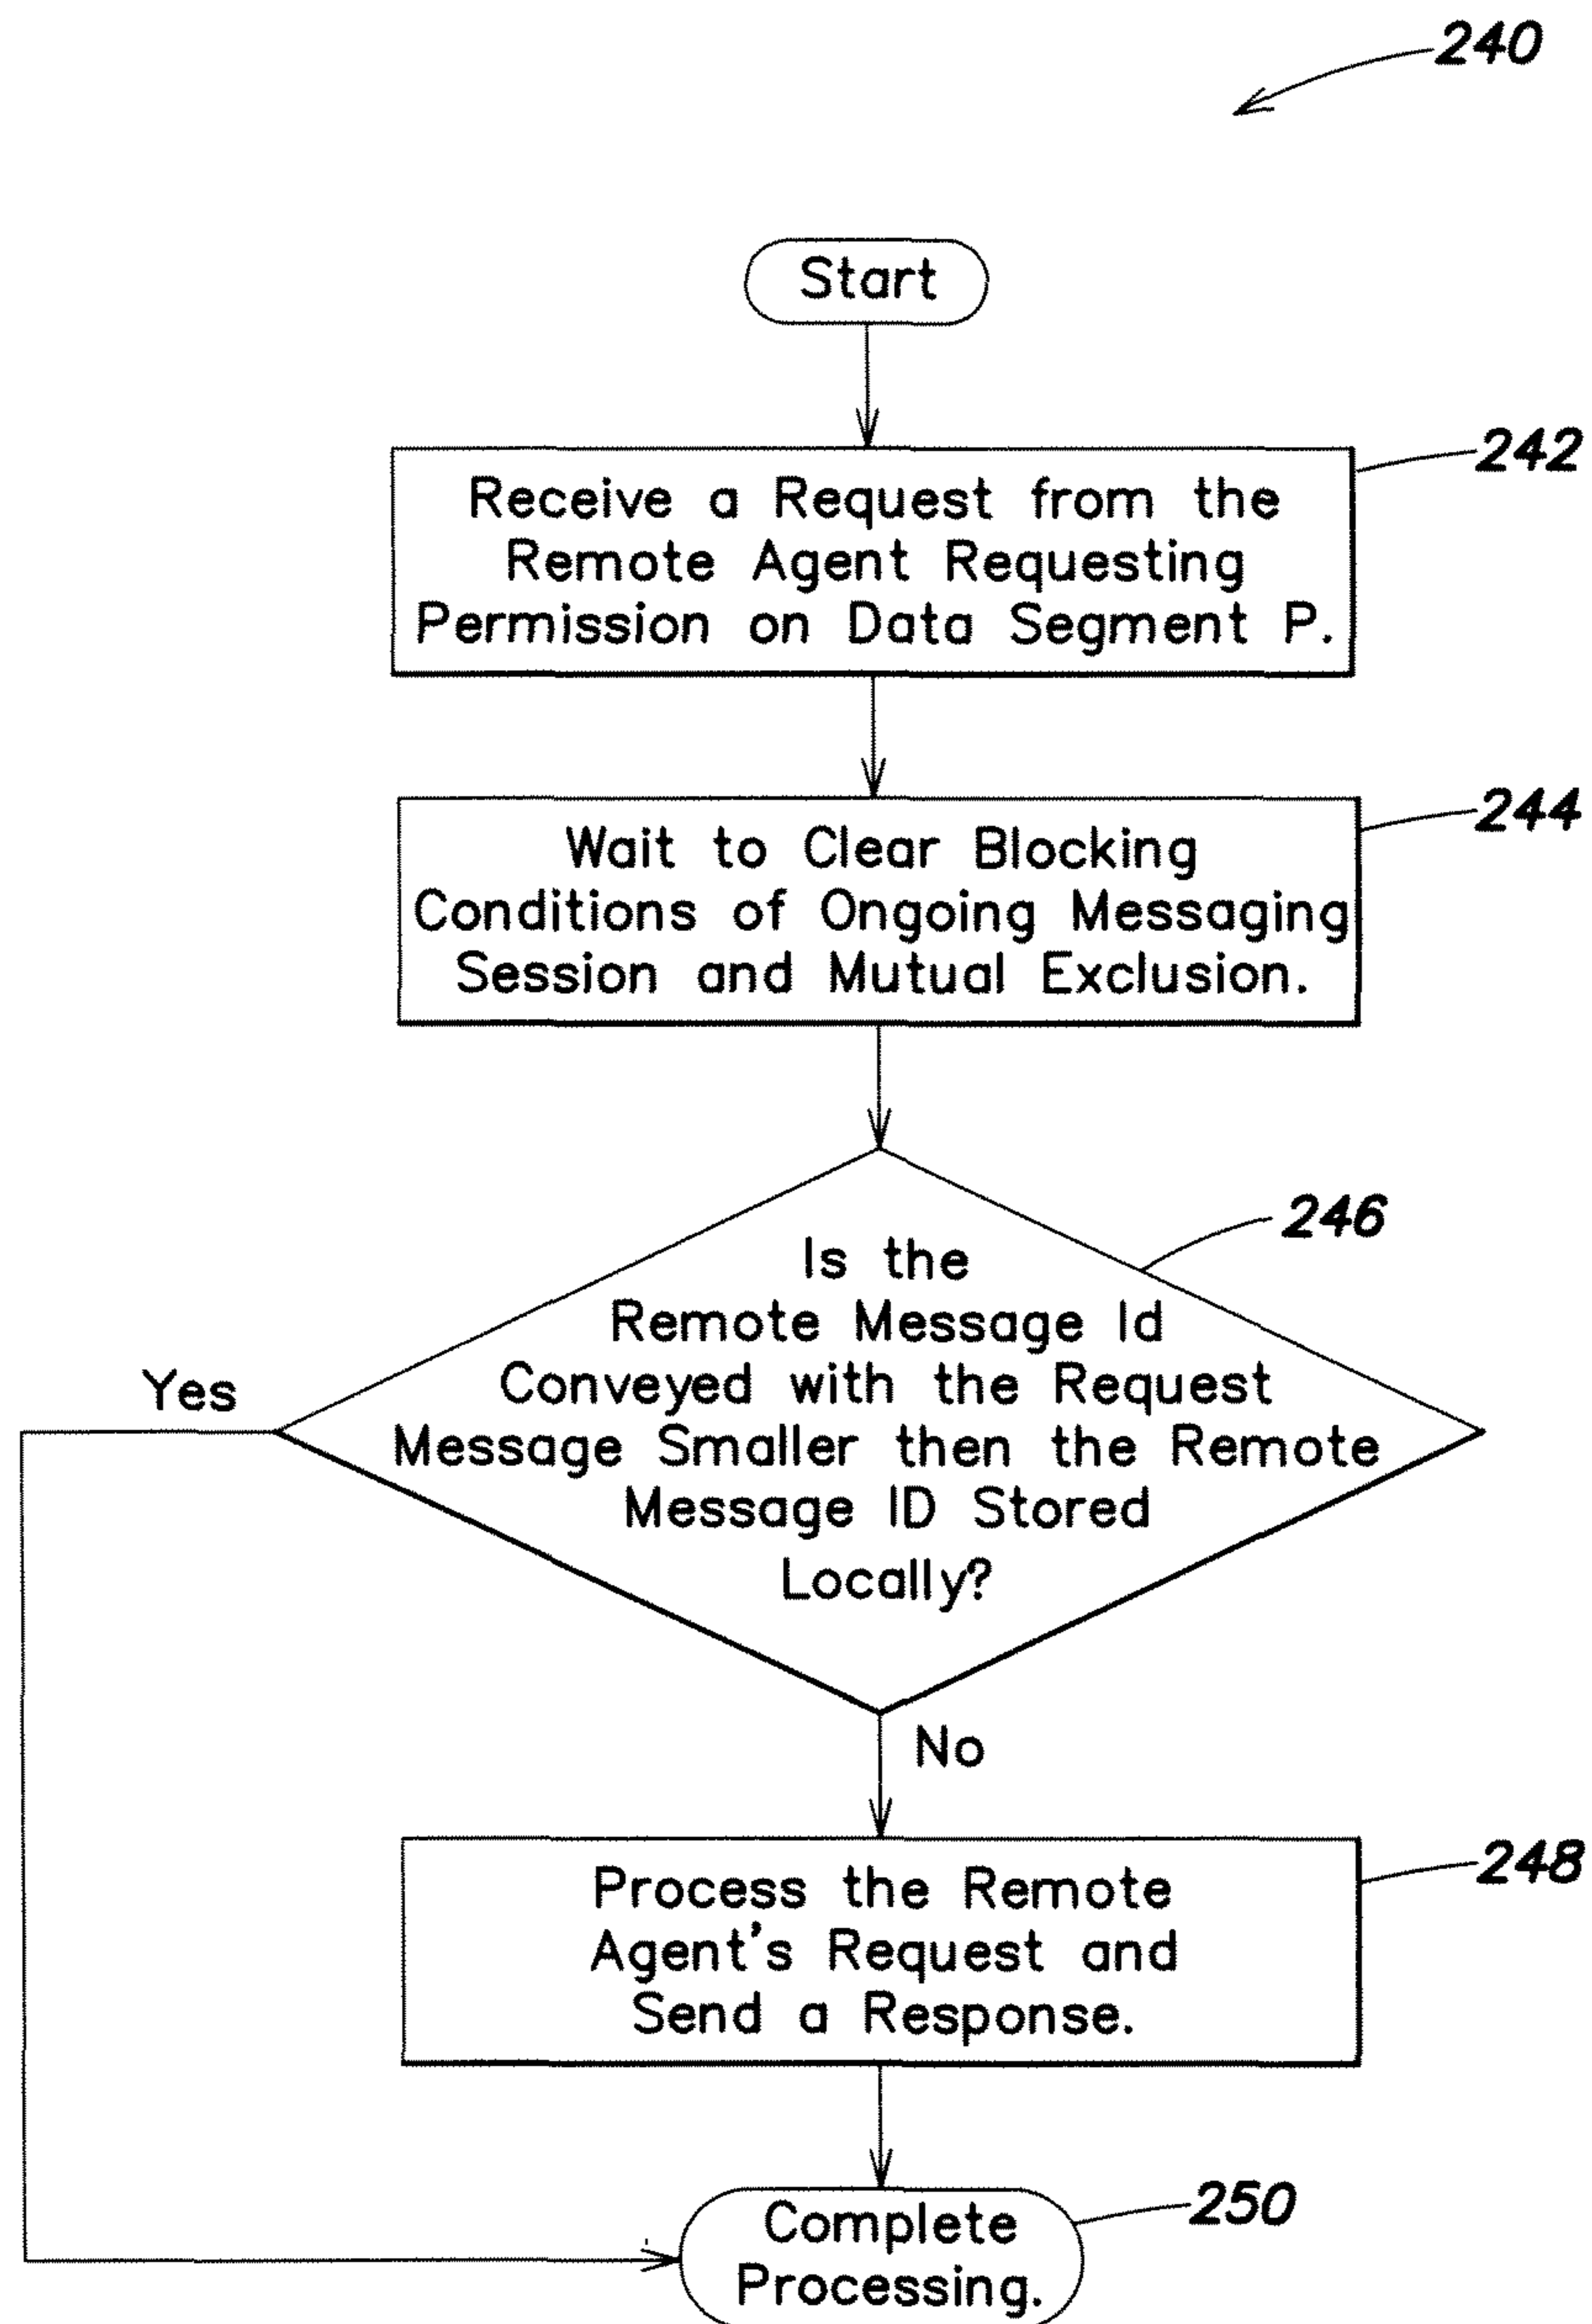 240
Start
242
Receive a Request from the
Remote Agent Requesting
Permission on Data Segment P.
244
Wait to Clear Blocking
Conditions of Ongoing Messaging
Session and Mutual Exclusion.
246
Is the
Remote Message Id
Conveyed with the Request
Message Smaller then the Remote
Message ID Stored
Locally?
Yes
No
248
Process the Remote
Agent's Request and
Send a Response.
250
Complete
Processing.